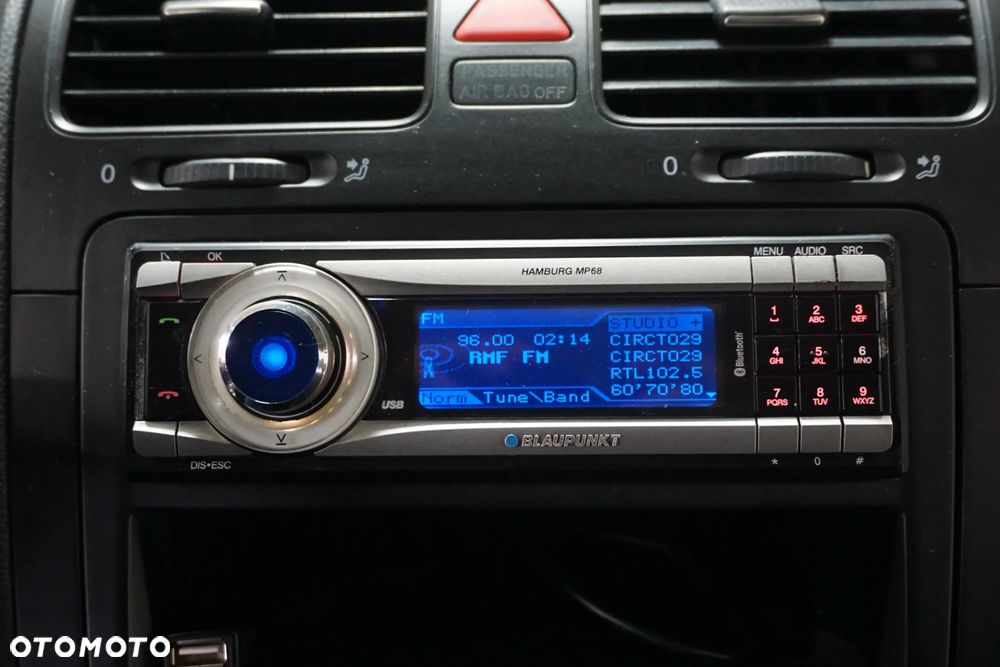 PASSENGER
AIR BAG OFF
0
0
OK
MENU AUDIO SRC
HAMBURG MP68
1
2 ABC
3 DEF
4 GHI
5 JKL
6 MNO
7 PQRS
8 TUV
9 WXYZ
FM
96.00 02:14
RMF FM
Norm Tune\Band
STUDIO +
CIRCTO29
CIRCTO29
RTL102.5
60'70'80
Bluetooth
USB
BLAUPUNKT
DIS•ESC
* 0 #
OTOMOTO